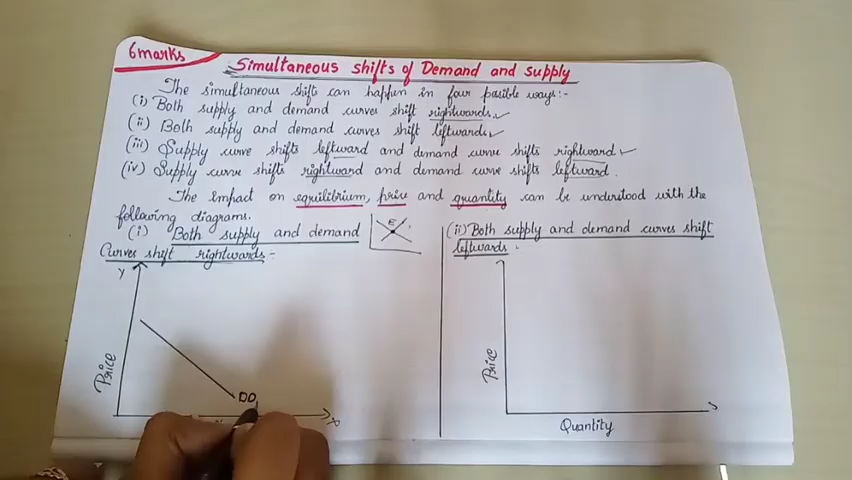 6marks
Simultaneous shifts of Demand and supply
The simultaneous shifts can happen in four posible ways:-
(i) Both supply and demand curves shift rightwards.
(ii) Both supply and demand curves shift leftwards.
(iii) Supply curve shifts leftward and demand curve shifts rightward
(iv) Supply curve shifts rightward and demand curve shifts leftward.
The impact on equilibrium, price and quantity can be understood with the
following diagrams.
(i) Both supply and demand
Curves shift rightwards -
E
Y
Price
DD
X
(ii) Both supply and demand curves shift
leftwards.
Price
Quantity